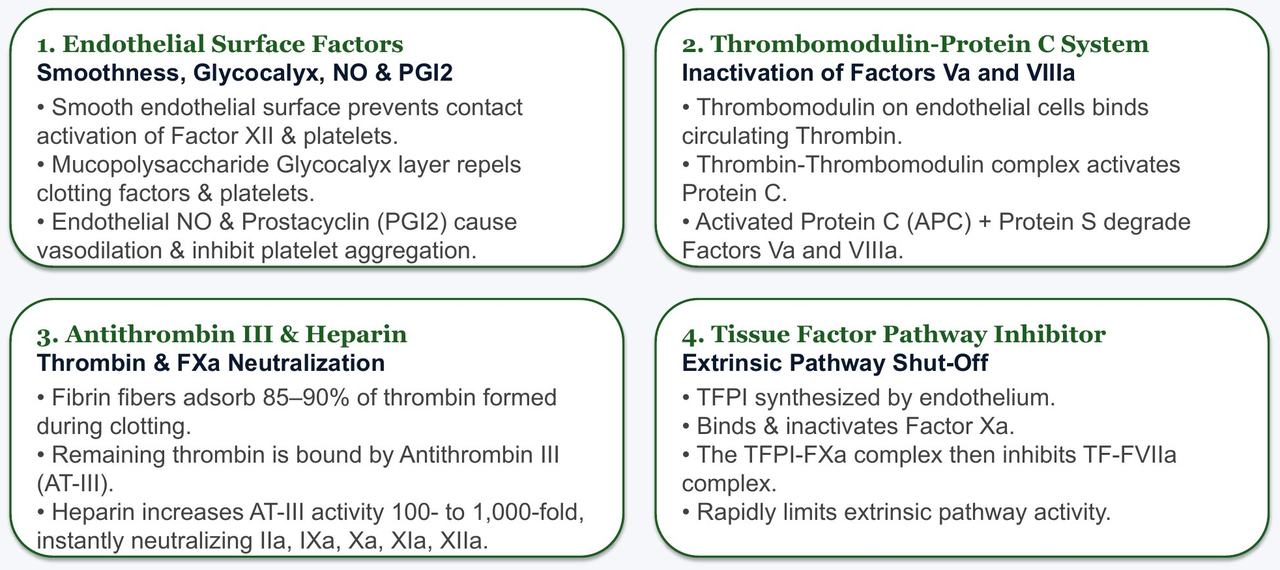 1. Endothelial Surface Factors
Smoothness, Glycocalyx, NO & PGI2
• Smooth endothelial surface prevents contact
activation of Factor XII & platelets.
• Mucopolysaccharide Glycocalyx layer repels
clotting factors & platelets.
• Endothelial NO & Prostacyclin (PGI2) cause
vasodilation & inhibit platelet aggregation.
2. Thrombomodulin-Protein C System
Inactivation of Factors Va and VIIIa
• Thrombomodulin on endothelial cells binds
circulating Thrombin.
• Thrombin-Thrombomodulin complex activates
Protein C.
• Activated Protein C (APC) + Protein S degrade
Factors Va and VIIIa.
3. Antithrombin III & Heparin
Thrombin & FXa Neutralization
• Fibrin fibers adsorb 85–90% of thrombin formed
during clotting.
• Remaining thrombin is bound by Antithrombin III
(AT-III).
• Heparin increases AT-III activity 100- to 1,000-fold,
instantly neutralizing IIa, IXa, Xa, XIa, XIIa.
4. Tissue Factor Pathway Inhibitor
Extrinsic Pathway Shut-Off
• TFPI synthesized by endothelium.
• Binds & inactivates Factor Xa.
• The TFPI-FXa complex then inhibits TF-FVIIa
complex.
• Rapidly limits extrinsic pathway activity.